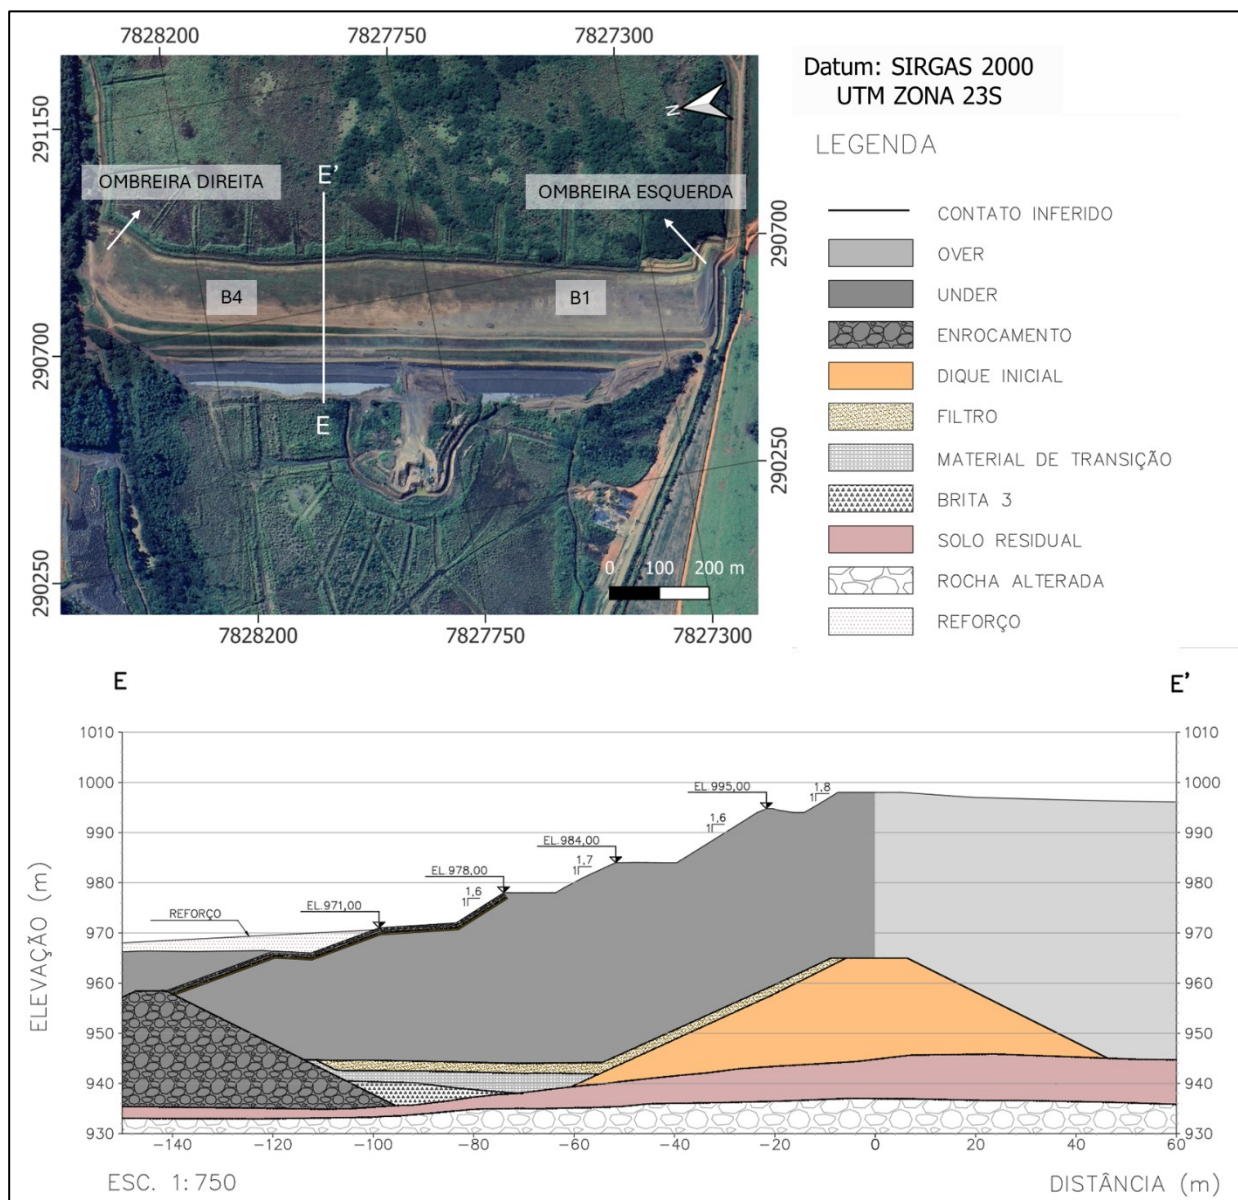 7828200 7827750 7827300
291150
290700
290250
290700
290250
7828200 7827750 7827300
N
OMBREIRA DIREITA
E'
OMBREIRA ESQUERDA
B4
B1
E
0 100 200 m
Datum: SIRGAS 2000
UTM ZONA 23S
LEGENDA
CONTATO INFERIDO
OVER
UNDER
ENROCAMENTO
DIQUE INICIAL
FILTRO
MATERIAL DE TRANSIÇÃO
BRITA 3
SOLO RESIDUAL
ROCHA ALTERADA
REFORÇO
E E'
1010 1010
1000 1000
990 990
980 980
970 970
960 960
950 950
940 940
930 930
ELEVAÇÃO (m)
EL.995,00
1,8
1
1,6
1
EL.984,00
1,7
1
EL.978,00
1,6
1
EL.971,00
REFORÇO
-140 -120 -100 -80 -60 -40 -20 0 20 40 60
ESC. 1:750
DISTÂNCIA (m)